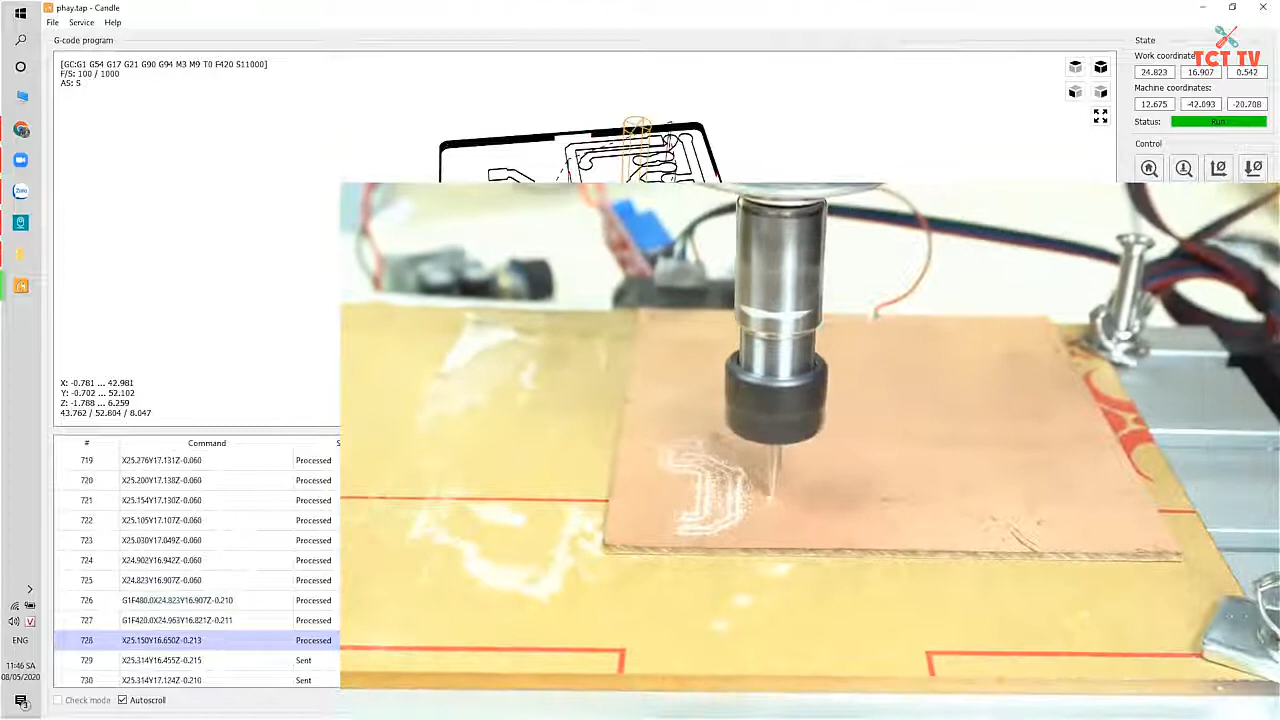 phay.tap - Candle
File Service Help
G-code program
State
TCT TV
[GC:G1 G54 G17 G21 G90 G94 M3 M9 T0 F420 S11000]
F/S: 100 / 1000
AS: S
Work coordinate
24.823 16.907 0.542
Machine coordinates:
12.675 -42.093 -20.708
Status: Run
Control
X: -0.781 ... 42.981
Y: -0.702 ... 52.102
Z: -1.788 ... 6.259
43.762 / 52.804 / 8.047
# Command S
719 X25.276Y17.131Z-0.060 Processed
720 X25.200Y17.138Z-0.060 Processed
721 X25.154Y17.130Z-0.060 Processed
722 X25.105Y17.107Z-0.060 Processed
723 X25.030Y17.049Z-0.060 Processed
724 X24.902Y16.942Z-0.060 Processed
725 X24.823Y16.907Z-0.060 Processed
726 G1F480.0X24.823Y16.907Z-0.210 Processed
727 G1F420.0X24.963Y16.821Z-0.211 Processed
728 X25.150Y16.650Z-0.213 Processed
729 X25.314Y16.455Z-0.215 Sent
730 X25.314Y17.124Z-0.210 Sent
Check mode Autoscroll
ENG
11:46 SA
08/05/2020